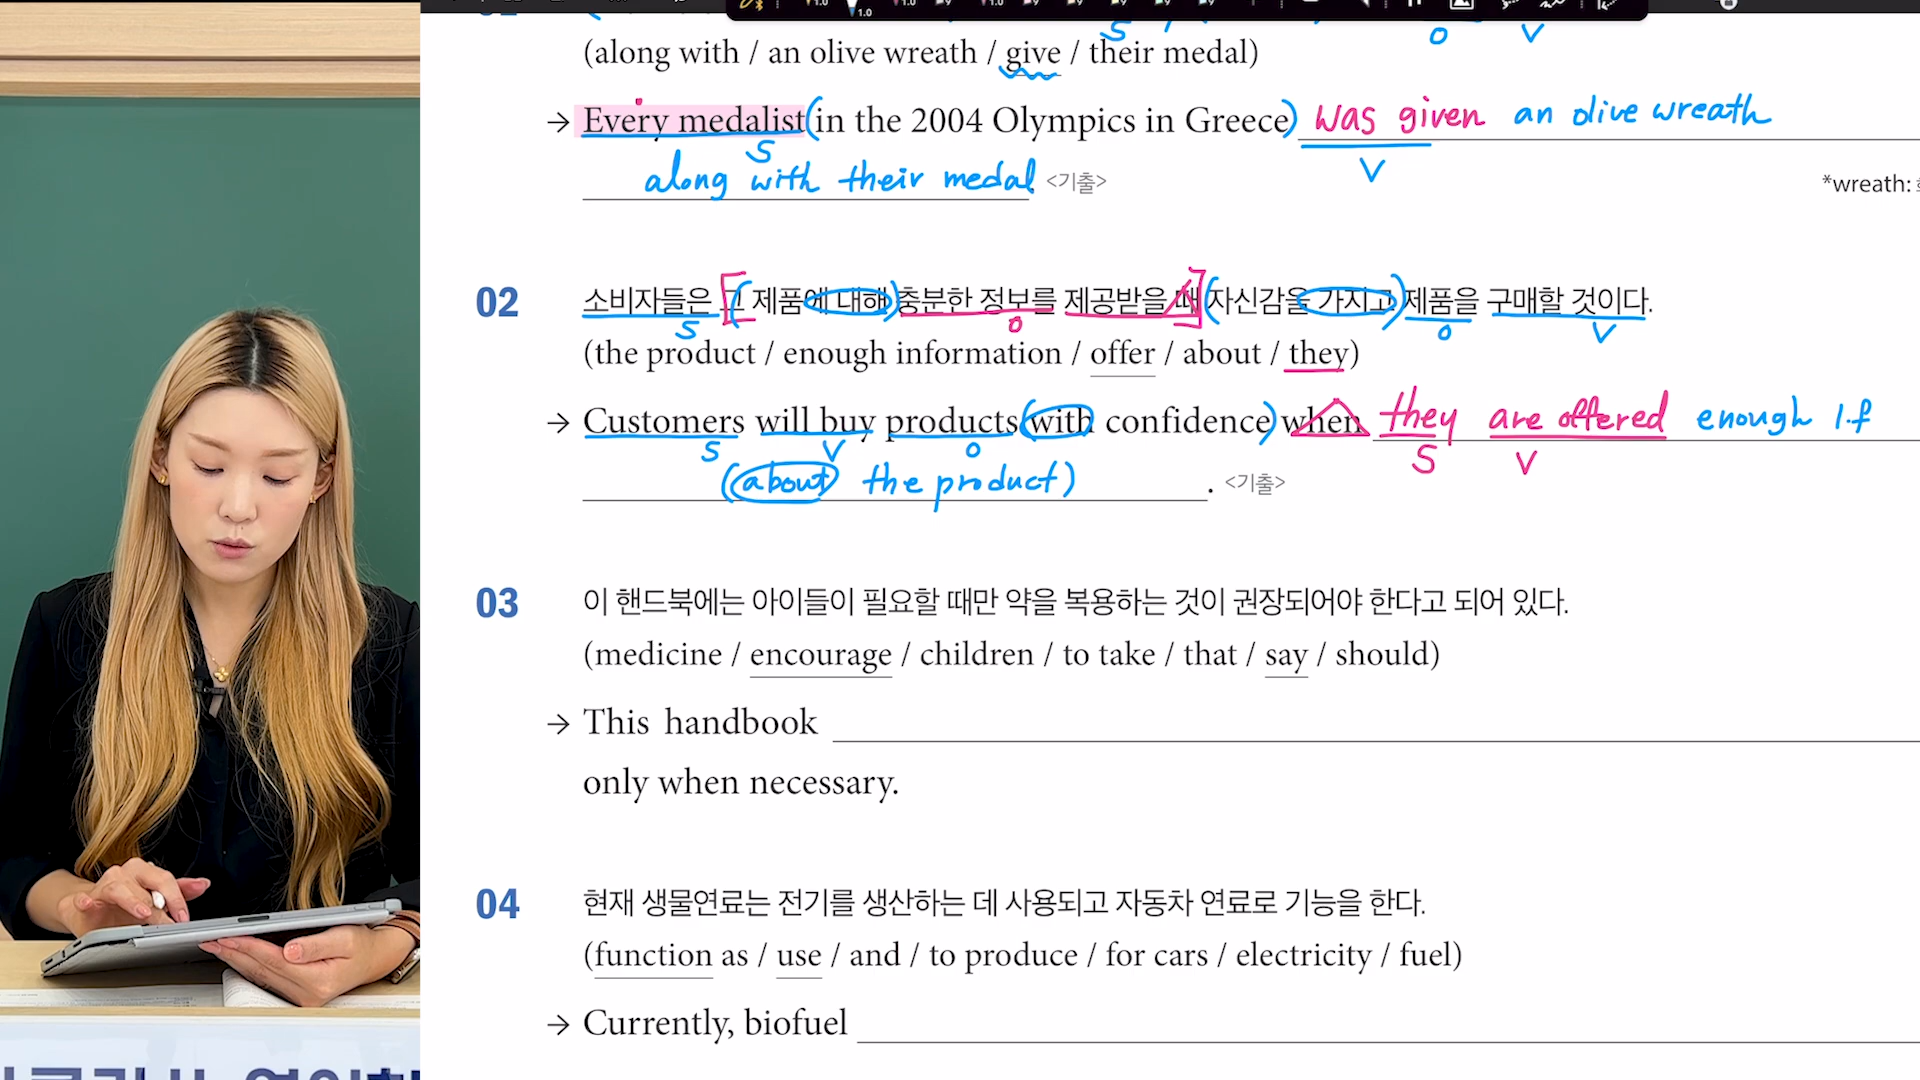 (along with / an olive wreath / give / their medal)
→ Every medalist (in the 2004 Olympics in Greece) was given an olive wreath
along with their medal <기출>
*wreath:
02 소비자들은 그 제품에 대해 충분한 정보를 제공받을 때 자신감을 가지고 제품을 구매할 것이다.
S O O V
(the product / enough information / offer / about / they)
→ Customers will buy products (with confidence) when they are offered enough I.f
S V O S V
(about the product) . <기출>
03 이 핸드북에는 아이들이 필요할 때만 약을 복용하는 것이 권장되어야 한다고 되어 있다.
(medicine / encourage / children / to take / that / say / should)
→ This handbook
only when necessary.
04 현재 생물연료는 전기를 생산하는 데 사용되고 자동차 연료로 기능을 한다.
(function as / use / and / to produce / for cars / electricity / fuel)
→ Currently, biofuel